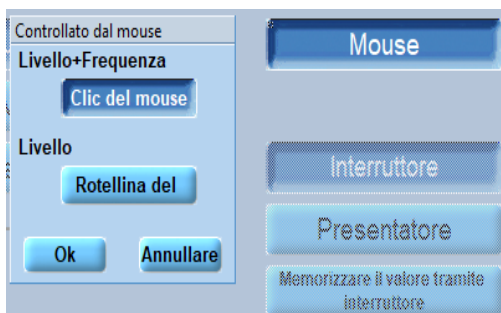 Controllato dal mouse
Livello+Frequenza
Clic del mouse
Livello
Rotellina del
Ok
Annullare
Mouse
Interruttore
Presentatore
Memorizzare il valore tramite
interruttore